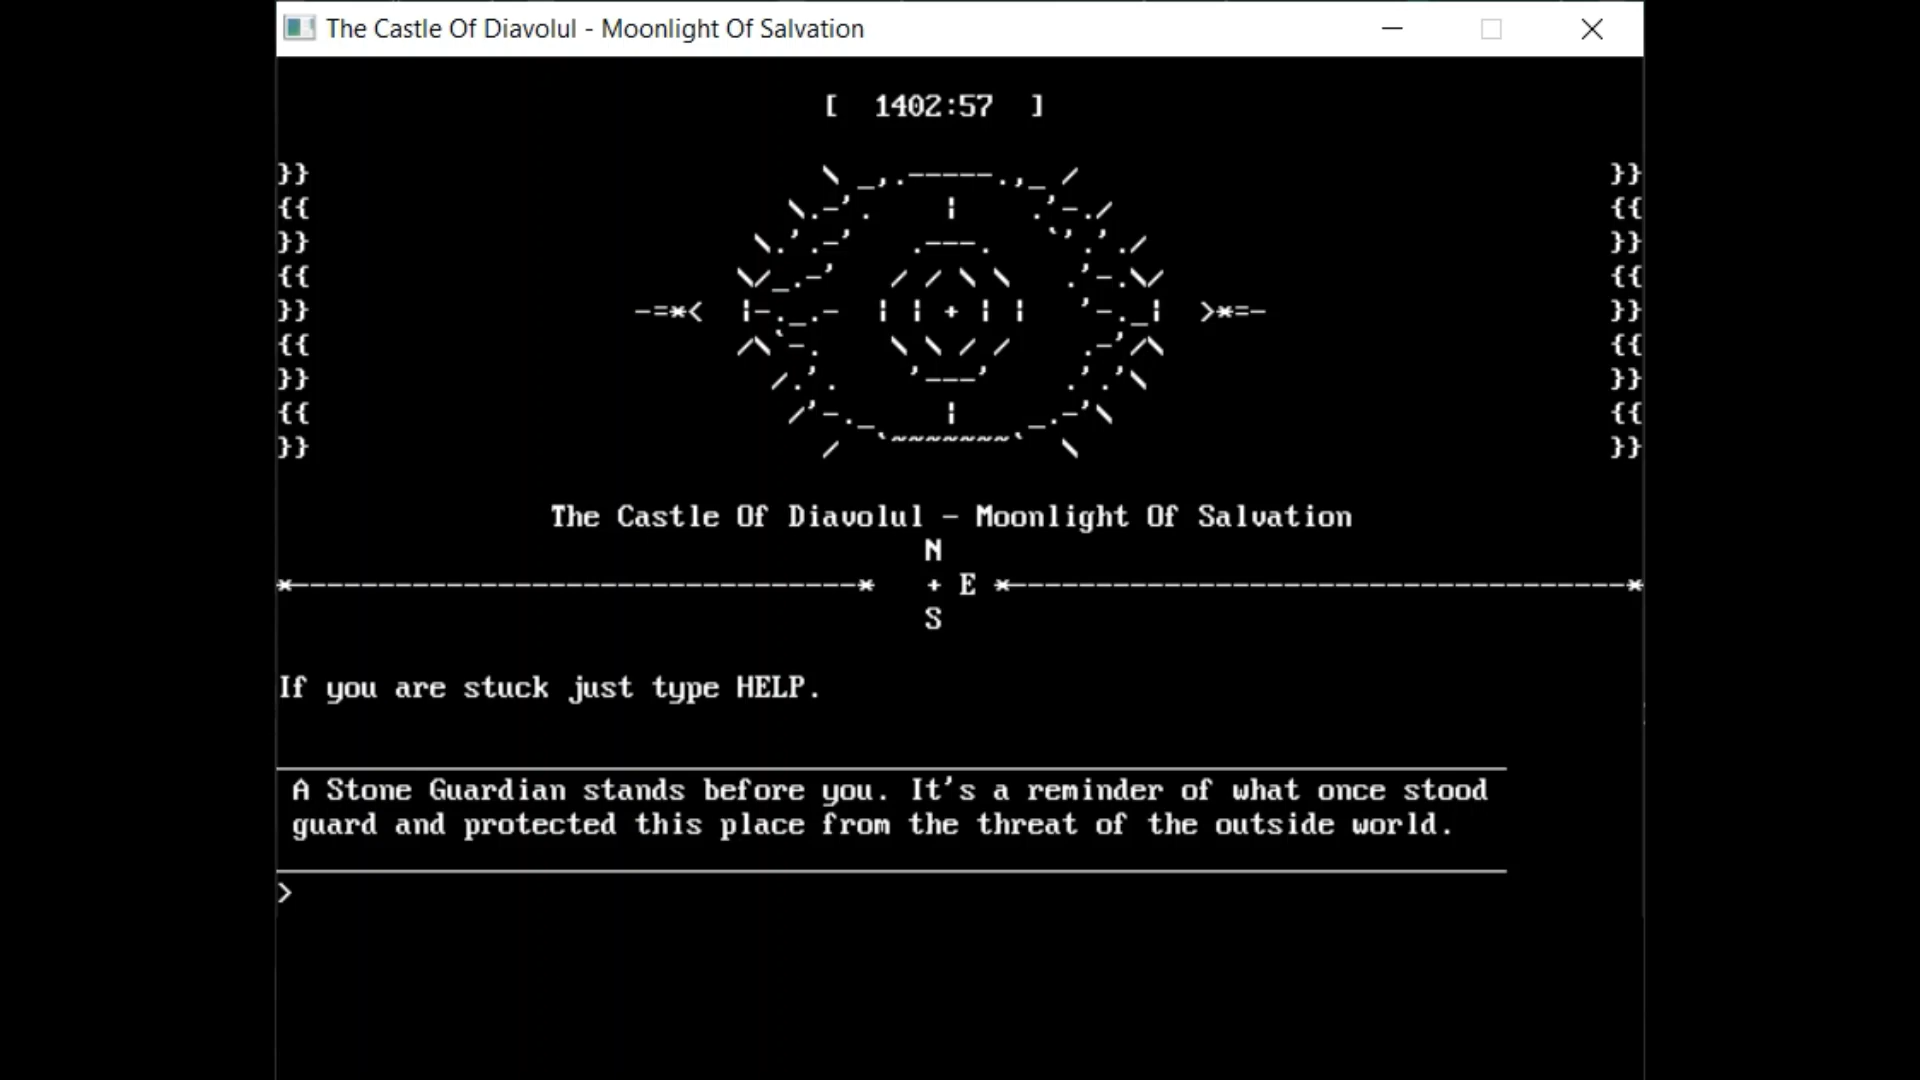 The Castle Of Diavolul - Moonlight Of Salvation
[ 1402:57 ]
The Castle Of Diavolul - Moonlight Of Salvation
N
+ E
S
If you are stuck just type HELP.
A Stone Guardian stands before you. It's a reminder of what once stood
guard and protected this place from the threat of the outside world.
>